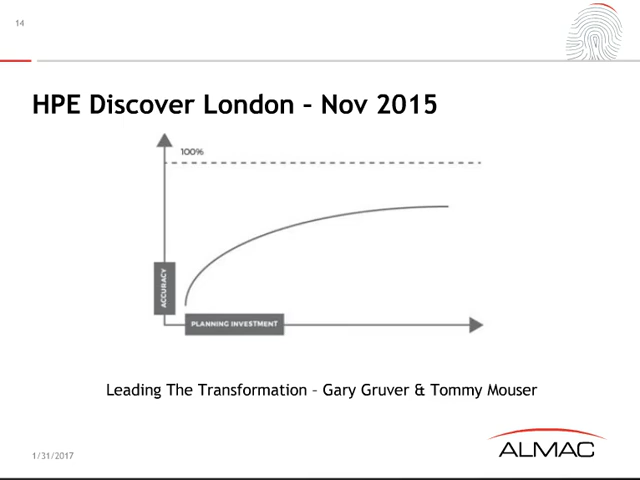 14
HPE Discover London – Nov 2015
100%
ACCURACY
PLANNING INVESTMENT
Leading The Transformation – Gary Gruver & Tommy Mouser
ALMAC
1/31/2017